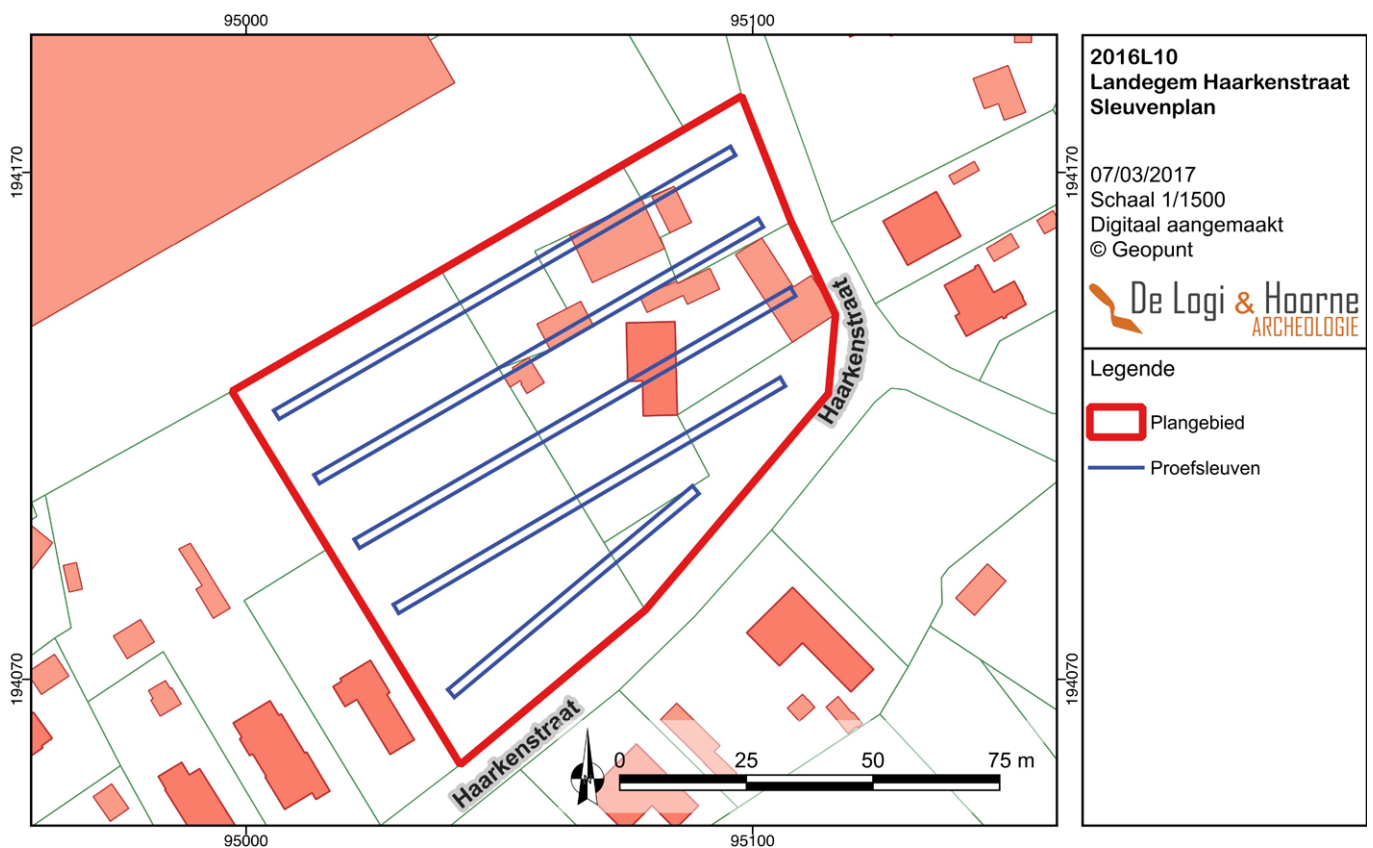 95000
95100
194170
194170
194070
194070
95000
95100
Haarkenstraat
Haarkenstraat
0 25 50 75 m
2016L10
Landegem Haarkenstraat
Sleuvenplan
07/03/2017
Schaal 1/1500
Digitaal aangemaakt
© Geopunt
De Logi & Hoorne
ARCHEOLOGIE
Legende
Plangebied
Proefsleuven